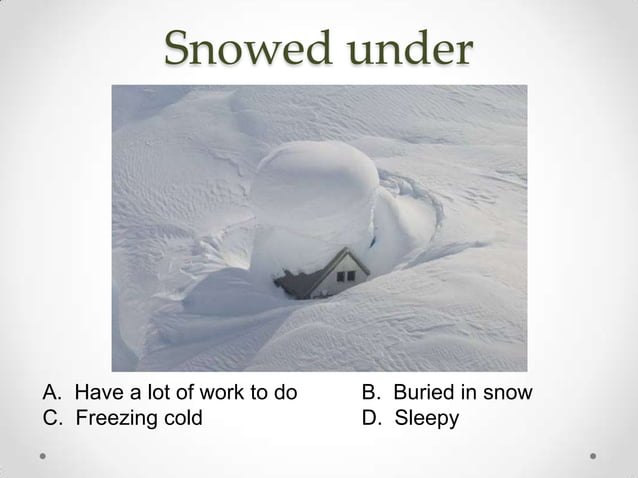 Snowed under
A. Have a lot of work to do
B. Buried in snow
C. Freezing cold
D. Sleepy